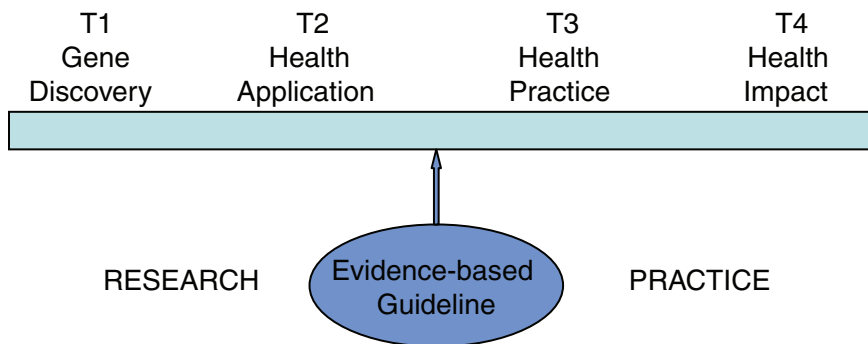 T1
Gene
Discovery
T2
Health
Application
T3
Health
Practice
T4
Health
Impact
RESEARCH
Evidence-based
Guideline
PRACTICE